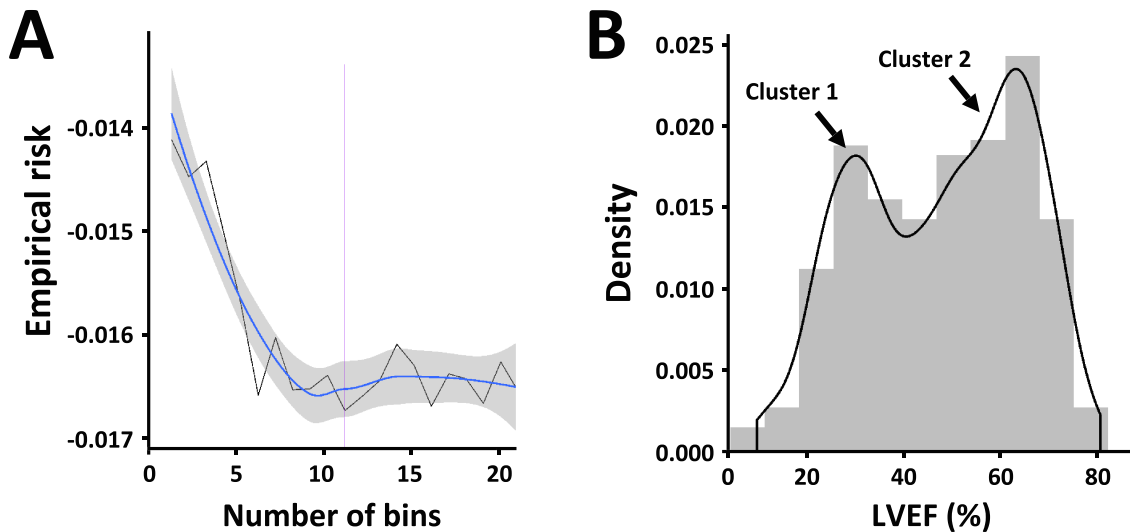 A
Empirical risk
-0.014
-0.015
-0.016
-0.017
0
5
10
15
20
Number of bins
B
Density
0.025
0.020
0.015
0.010
0.005
0.000
Cluster 1
Cluster 2
0
20
40
60
80
LVEF (%)